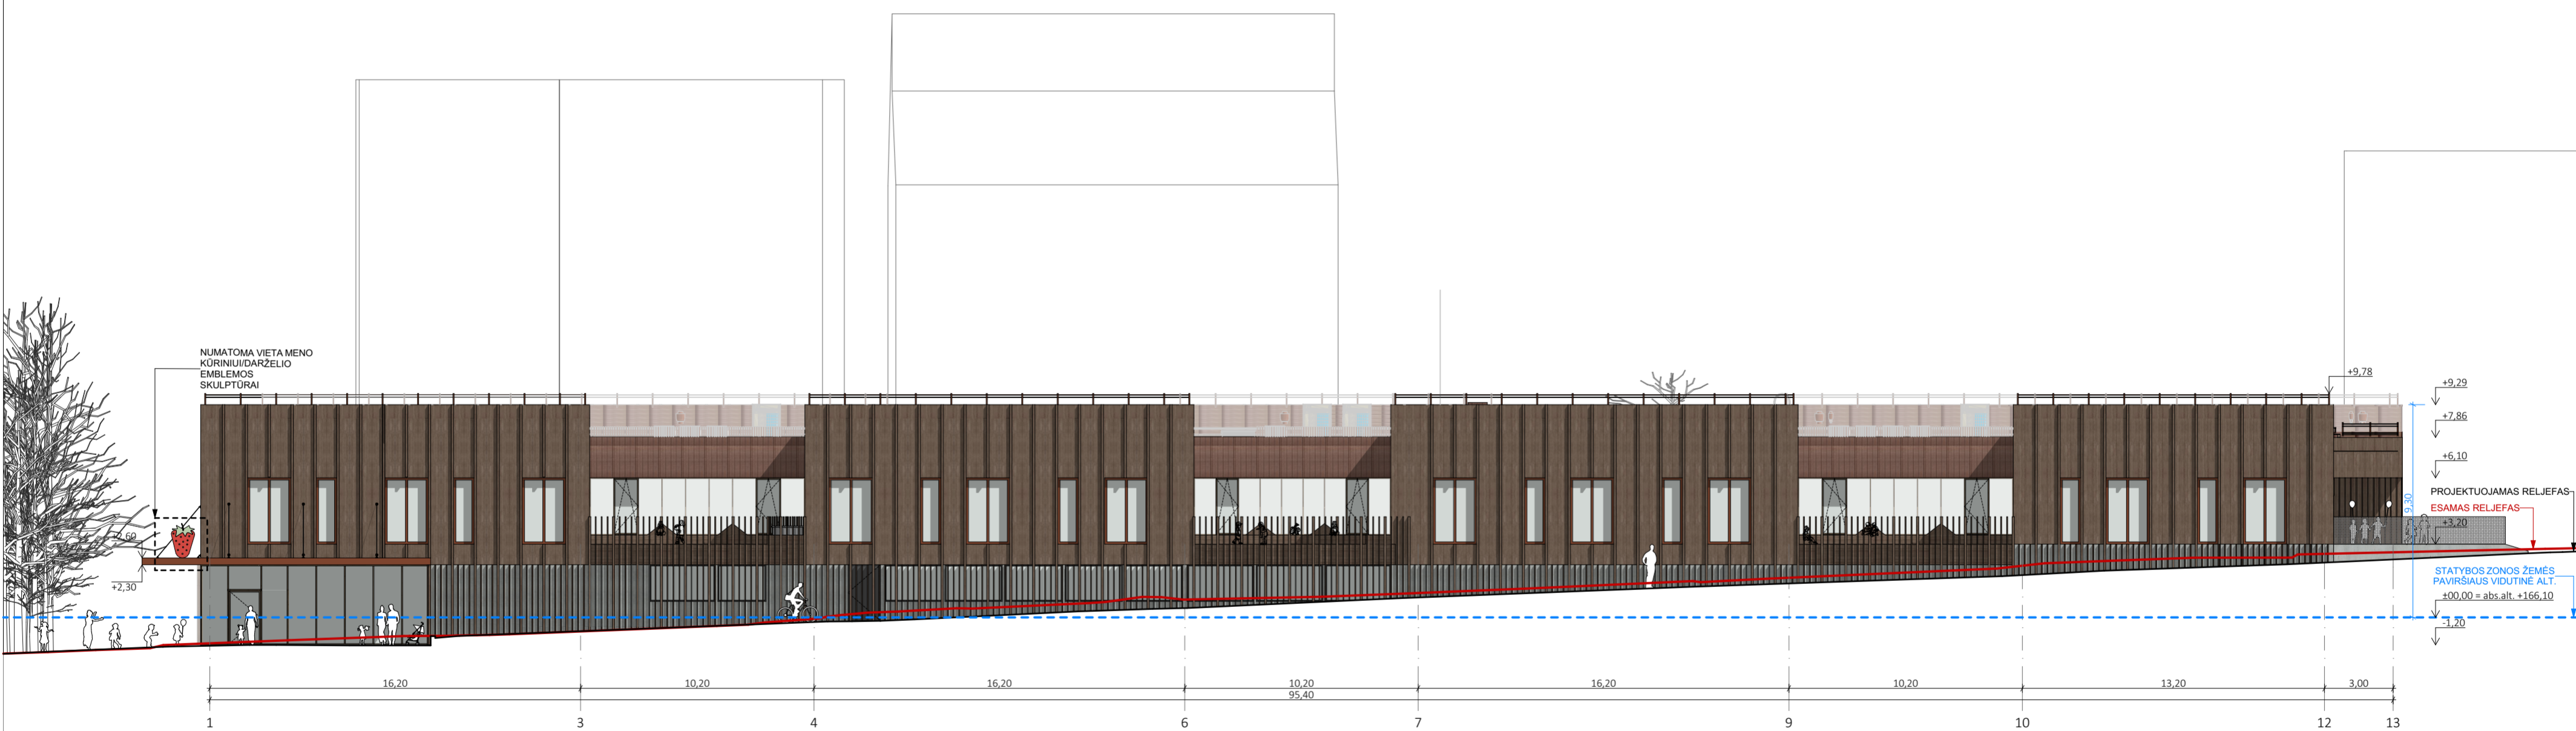 NUMATOMA VIETA MENO
KŪRINIUI/DARŽELIO
EMBLEMOS
SKULPTŪRAI
+9,78
+9,29
+7,86
+6,10
9,30
PROJEKTUOJAMAS RELJEFAS
ESAMAS RELJEFAS
+3,20
+2,60
+2,30
STATYBOS ZONOS ŽEMĖS
PAVIRŠIAUS VIDUTINĖ ALT.
±00,00 = abs.alt. +166,10
-1,20
16,20 10,20 16,20 10,20 16,20 10,20 13,20 3,00
95,40
1 3 4 6 7 9 10 12 13